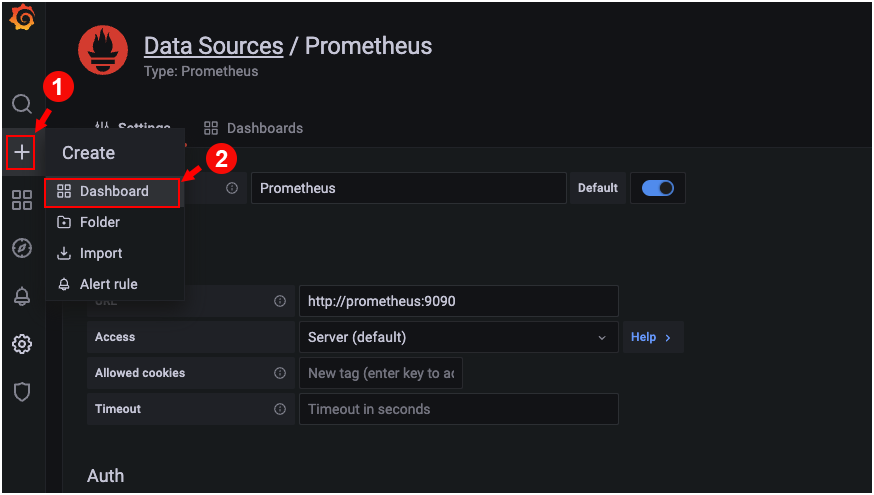 Data Sources / Prometheus
Type: Prometheus
1
Settings
Dashboards
Create
2
Dashboard
Prometheus
Default
Folder
Import
Alert rule
URL
http://prometheus:9090
Access
Server (default)
Help
Allowed cookies
New tag (enter key to ad
Timeout
Timeout in seconds
Auth